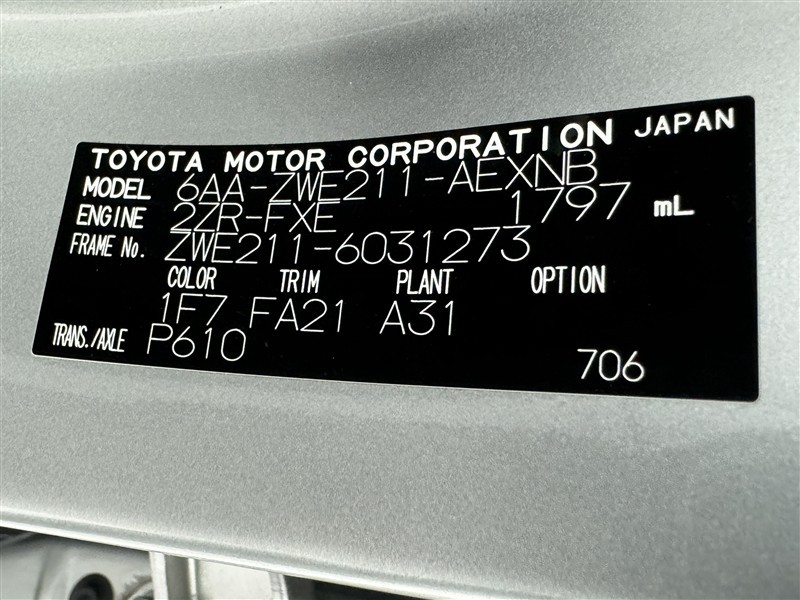 TOYOTA MOTOR CORPORATION JAPAN
MODEL 6AA-ZWE211-AEXNB
ENGINE 2ZR-FXE 1797 mL
FRAME No. ZWE211-6031273
COLOR TRIM PLANT OPTION
1F7 FA21 A31
TRANS./AXLE P610 706